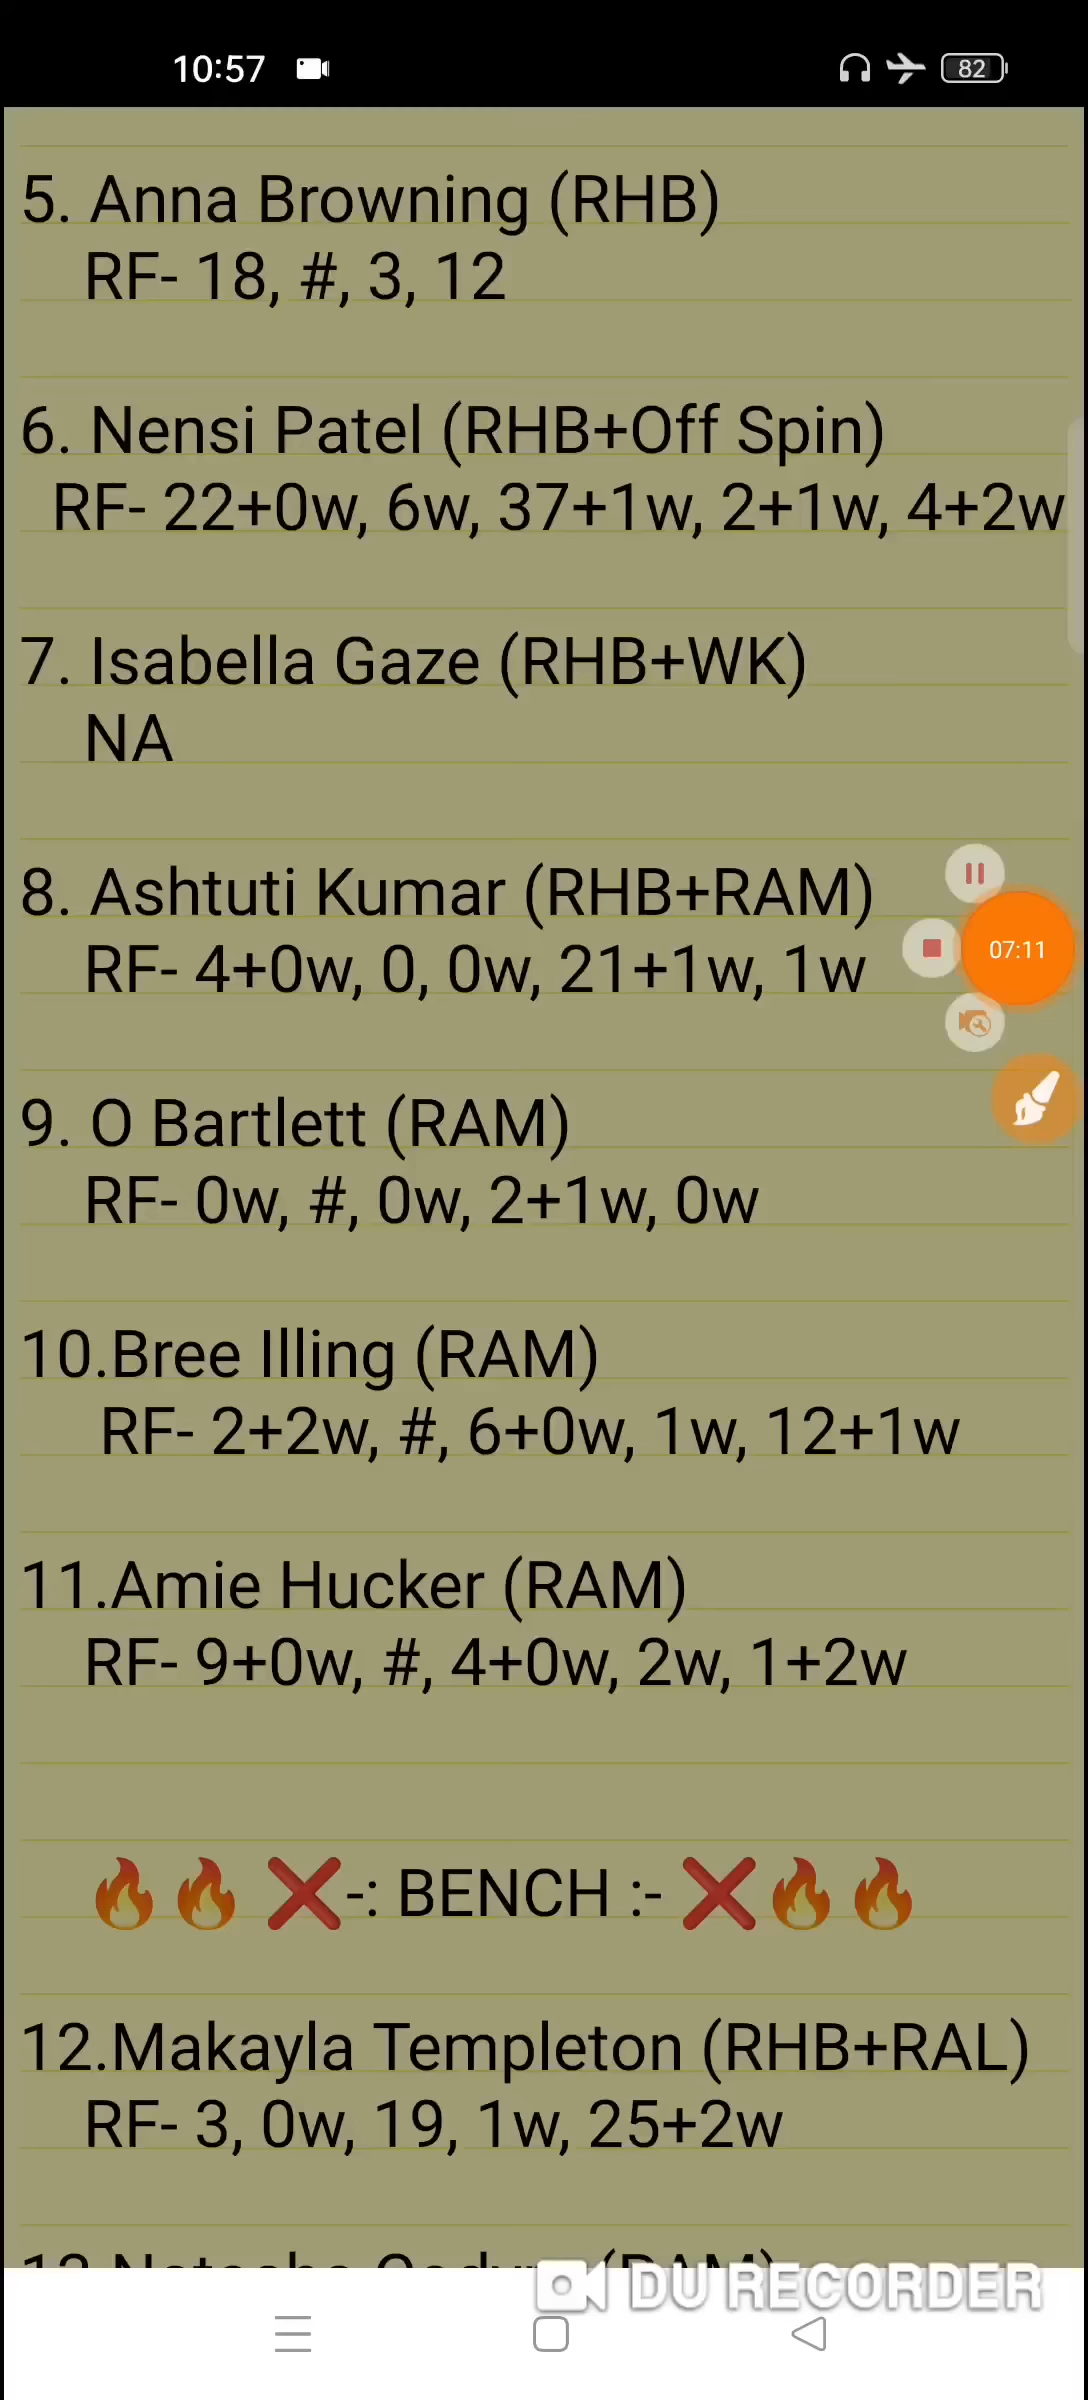 10:57
82
5. Anna Browning (RHB)
RF- 18, #, 3, 12
6. Nensi Patel (RHB+Off Spin)
RF- 22+0w, 6w, 37+1w, 2+1w, 4+2w
7. Isabella Gaze (RHB+WK)
NA
8. Ashtuti Kumar (RHB+RAM)
RF- 4+0w, 0, 0w, 21+1w, 1w
07:11
9. O Bartlett (RAM)
RF- 0w, #, 0w, 2+1w, 0w
10.Bree Illing (RAM)
RF- 2+2w, #, 6+0w, 1w, 12+1w
11.Amie Hucker (RAM)
RF- 9+0w, #, 4+0w, 2w, 1+2w
🔥🔥 ❌-: BENCH :- ❌🔥🔥
12.Makayla Templeton (RHB+RAL)
RF- 3, 0w, 19, 1w, 25+2w
DU RECORDER